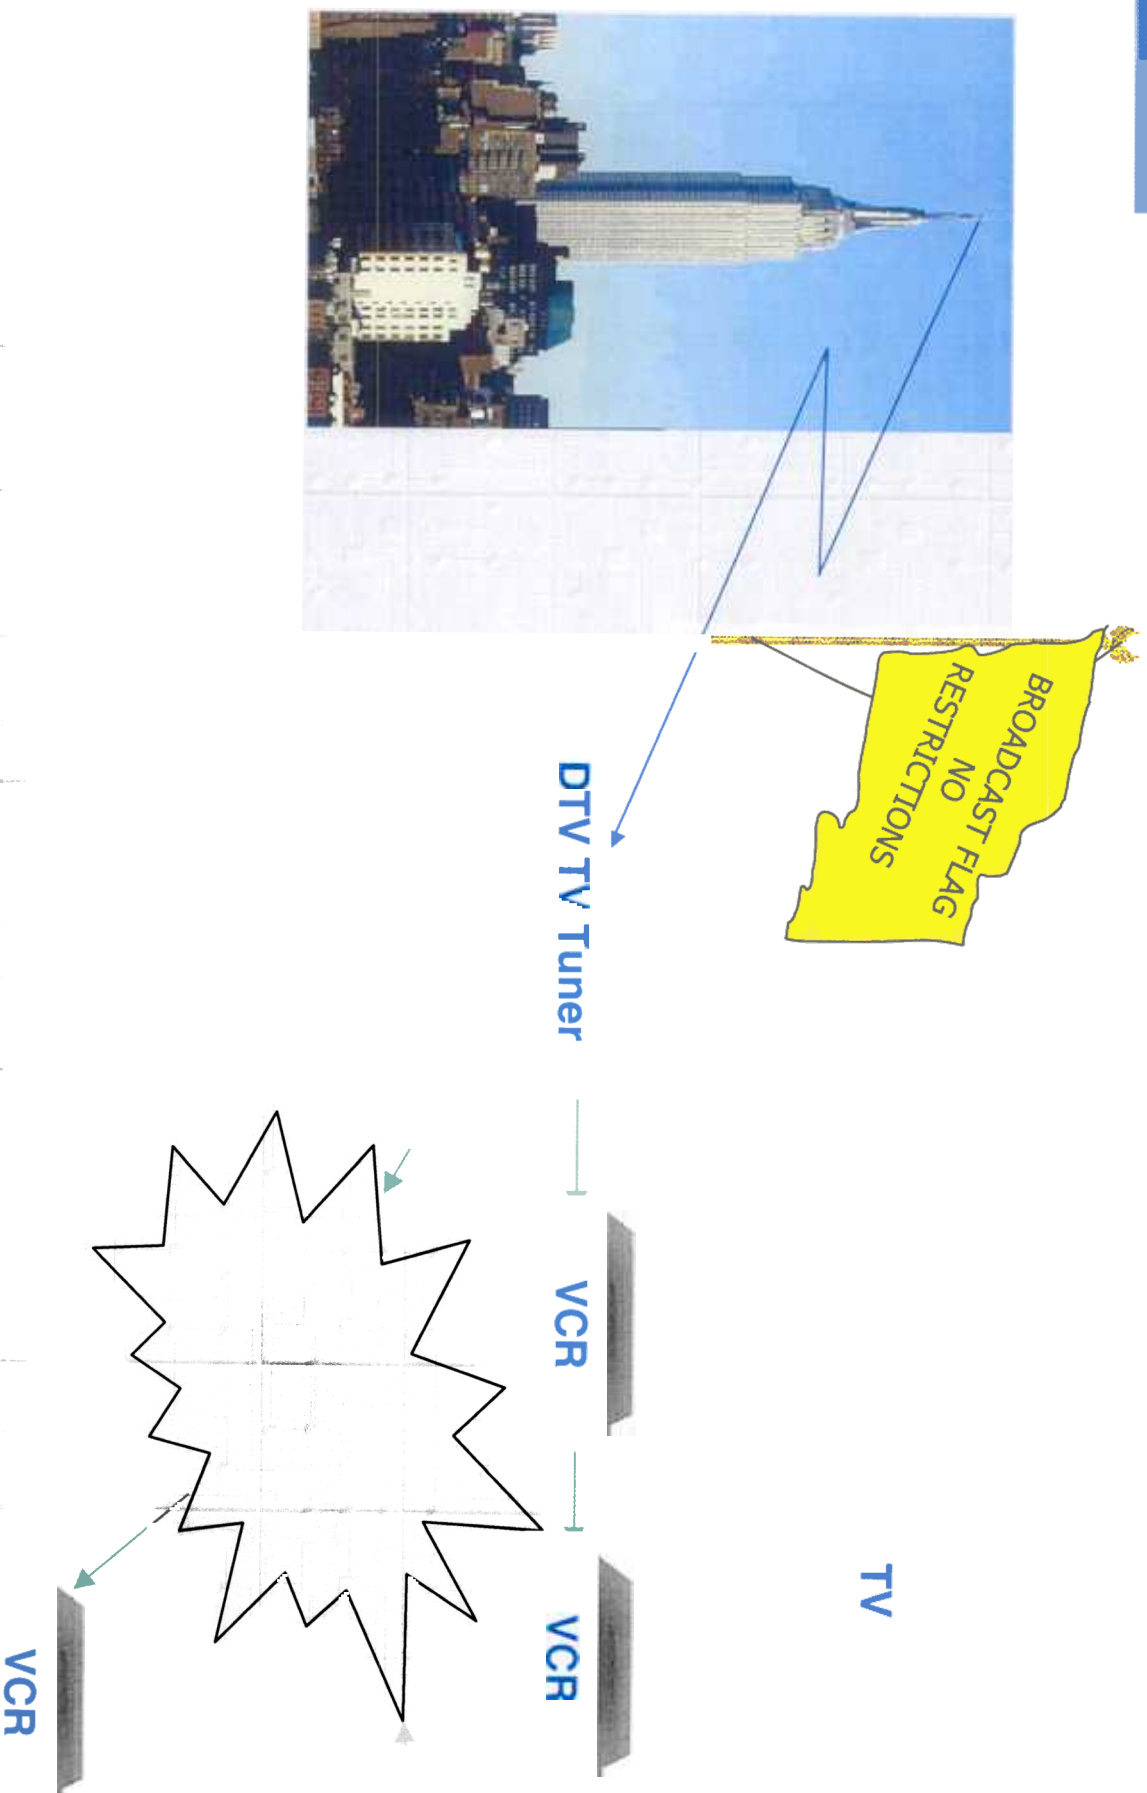 BROADCAST FLAG
NO
RESTRICTIONS
TV
DTV TV Tuner
VCR
VCR
VCR